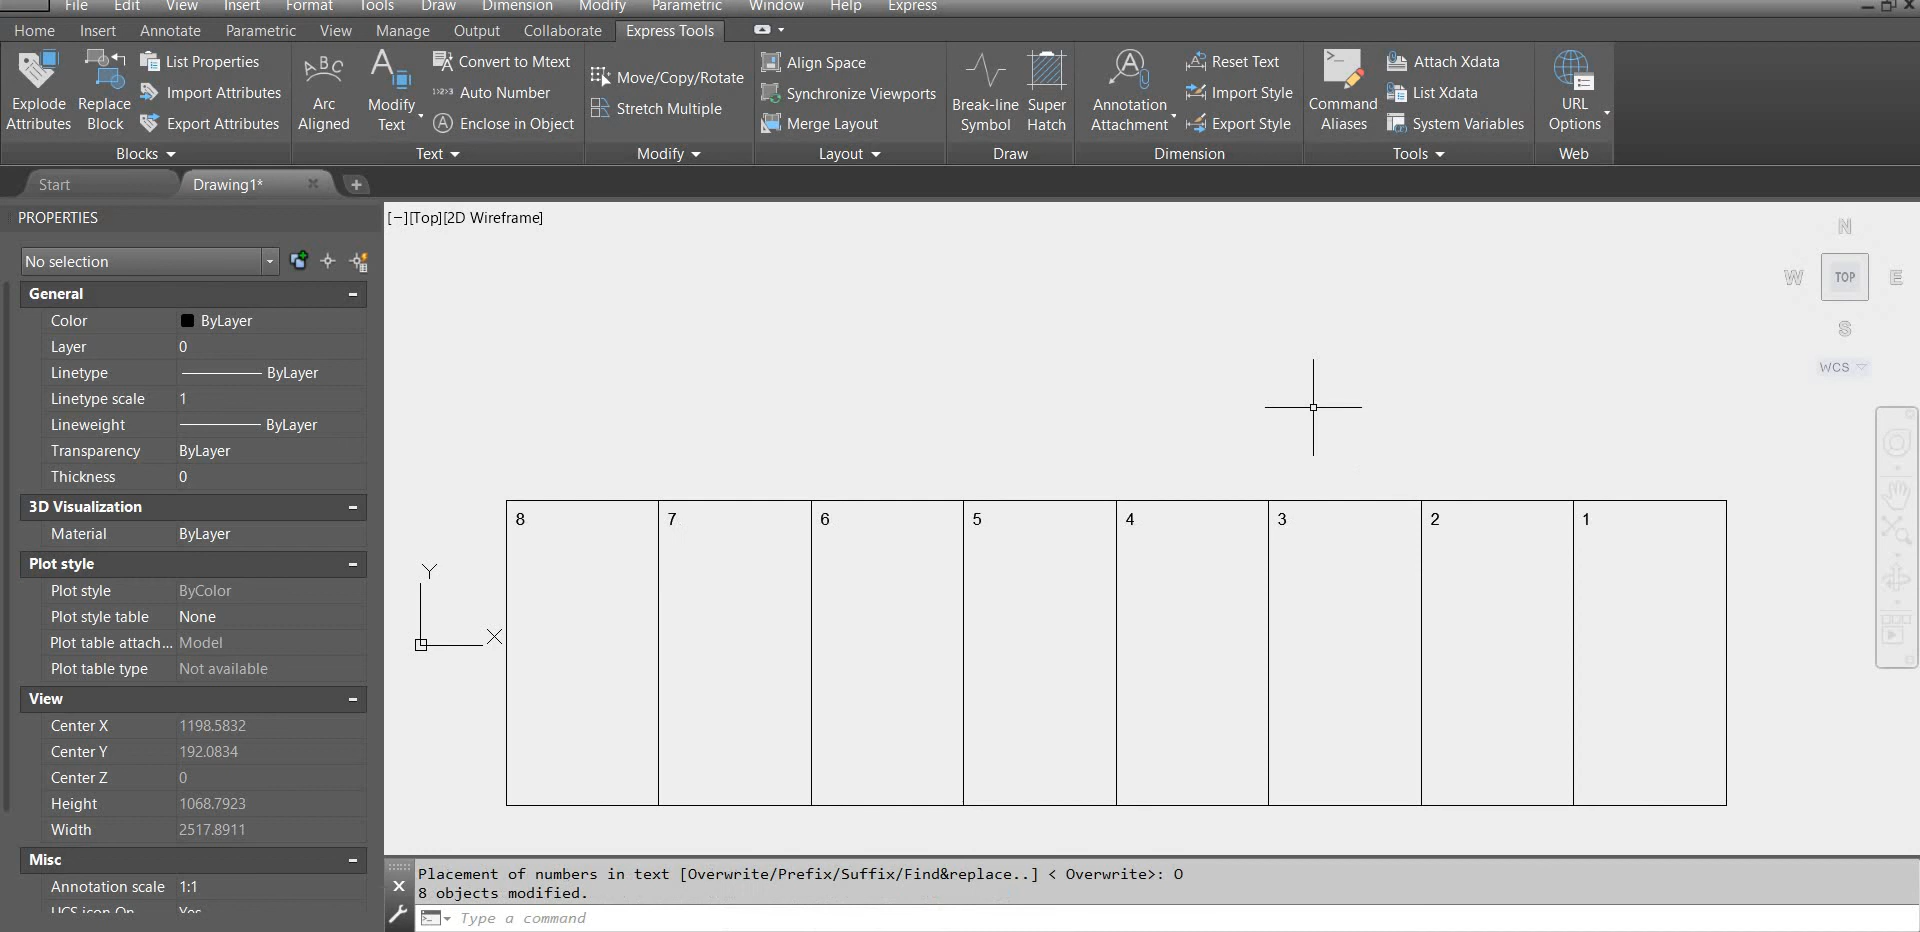 File Edit View Insert Format Tools Draw Dimension Modify Parametric Window Help Express
Home Insert Annotate Parametric View Manage Output Collaborate Express Tools
Explode Attributes
Replace Block
List Properties
Import Attributes
Export Attributes
Blocks
Arc Aligned
Modify Text
Convert to Mtext
Auto Number
Enclose in Object
Text
Move/Copy/Rotate
Stretch Multiple
Modify
Align Space
Synchronize Viewports
Merge Layout
Layout
Break-line Symbol
Super Hatch
Draw
Annotation Attachment
Reset Text
Import Style
Export Style
Dimension
Command Aliases
Attach Xdata
List Xdata
System Variables
Tools
URL Options
Web
Start Drawing1*
PROPERTIES
No selection
General
Color ByLayer
Layer 0
Linetype ByLayer
Linetype scale 1
Lineweight ByLayer
Transparency ByLayer
Thickness 0
3D Visualization
Material ByLayer
Plot style
Plot style ByColor
Plot style table None
Plot table attach... Model
Plot table type Not available
View
Center X 1198.5832
Center Y 192.0834
Center Z 0
Height 1068.7923
Width 2517.8911
Misc
Annotation scale 1:1
UCS icon On Yes
[−][Top][2D Wireframe]
N
W TOP E
S
WCS
8 7 6 5 4 3 2 1
Y
X
Placement of numbers in text [Overwrite/Prefix/Suffix/Find&replace..] < Overwrite>: O
8 objects modified.
Type a command